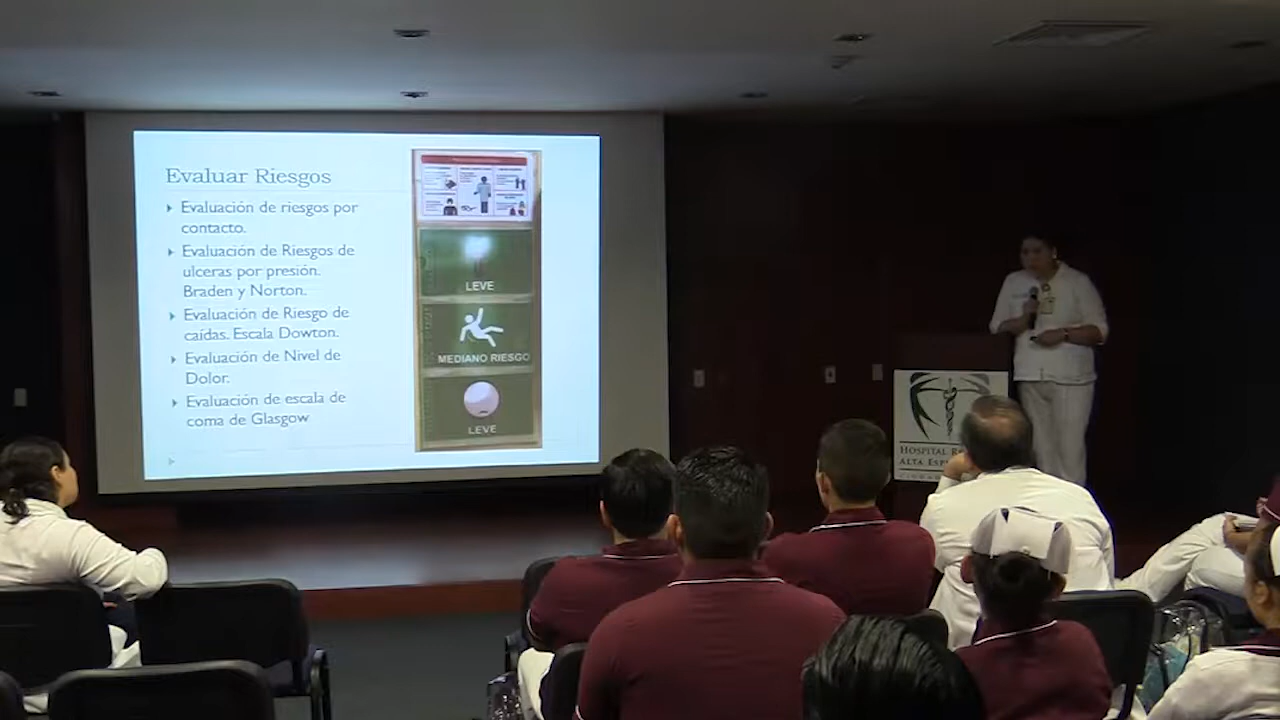 Evaluar Riesgos
Evaluación de riesgos por
contacto.
Evaluación de Riesgos de
ulceras por presión.
Braden y Norton.
Evaluación de Riesgo de
caídas. Escala Dowton.
Evaluación de Nivel de
Dolor.
Evaluación de escala de
coma de Glasgow
LEVE
MEDIANO RIESGO
LEVE
HOSPITAL
ALTA